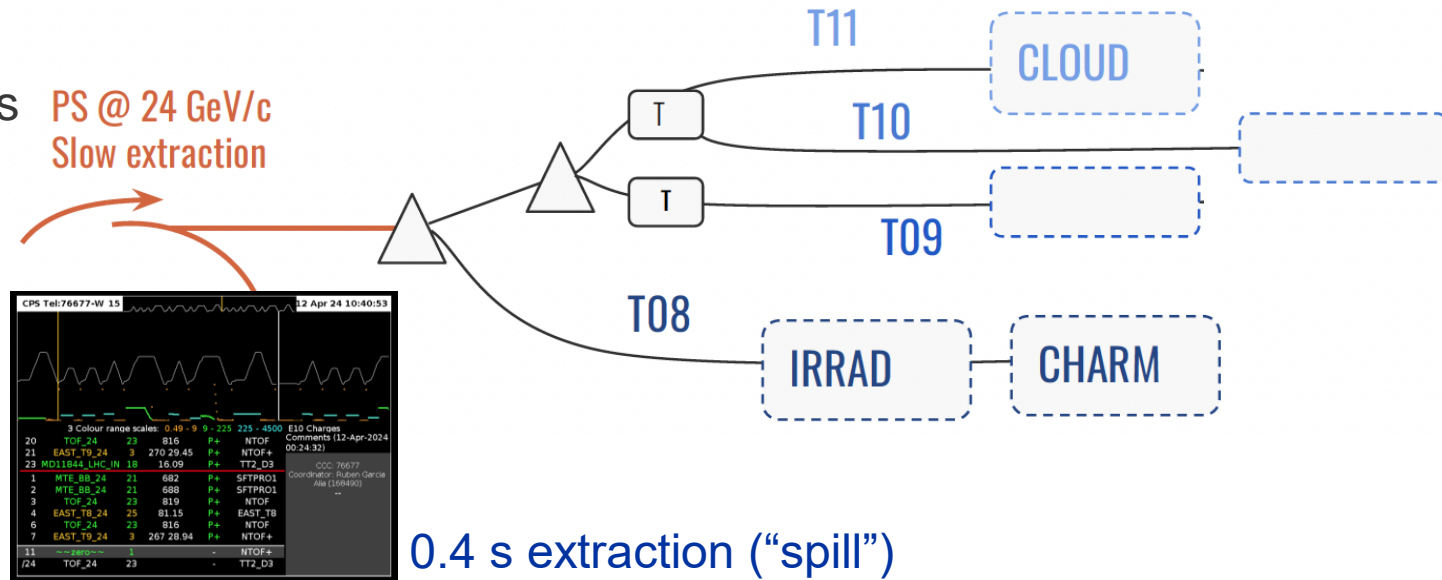 s
PS @ 24 GeV/c
Slow extraction
T11
CLOUD
T
T10
T
T09
T08
IRRAD
CHARM
CPS Tel:76677-W 15
12 Apr 24 10:40:53
3 Colour range scales: 0.49 - 9 9 - 225 225 - 4500 E10 Charges
Comments (12-Apr-2024
00:24:32)
20 TOF_24 23 816 P+ NTOF
21 EAST_T9_24 3 270 29.45 P+ NTOF+
23 MD11844_LHC_IN 18 16.09 P+ TT2_D3
1 MTE_BB_24 21 682 P+ SFTPRO1
2 MTE_BB_24 21 688 P+ SFTPRO1
3 TOF_24 23 819 P+ NTOF
4 EAST_T8_24 25 81.15 P+ EAST_T8
6 TOF_24 23 816 P+ NTOF
7 EAST_T9_24 3 267 28.94 P+ NTOF+
11 ~~zero~~ 1 - NTOF+
/24 TOF_24 23 - TT2_D3
CCC: 76677
Coordinator: Ruben Garcia
Alia (168490)
--
0.4 s extraction (“spill”)